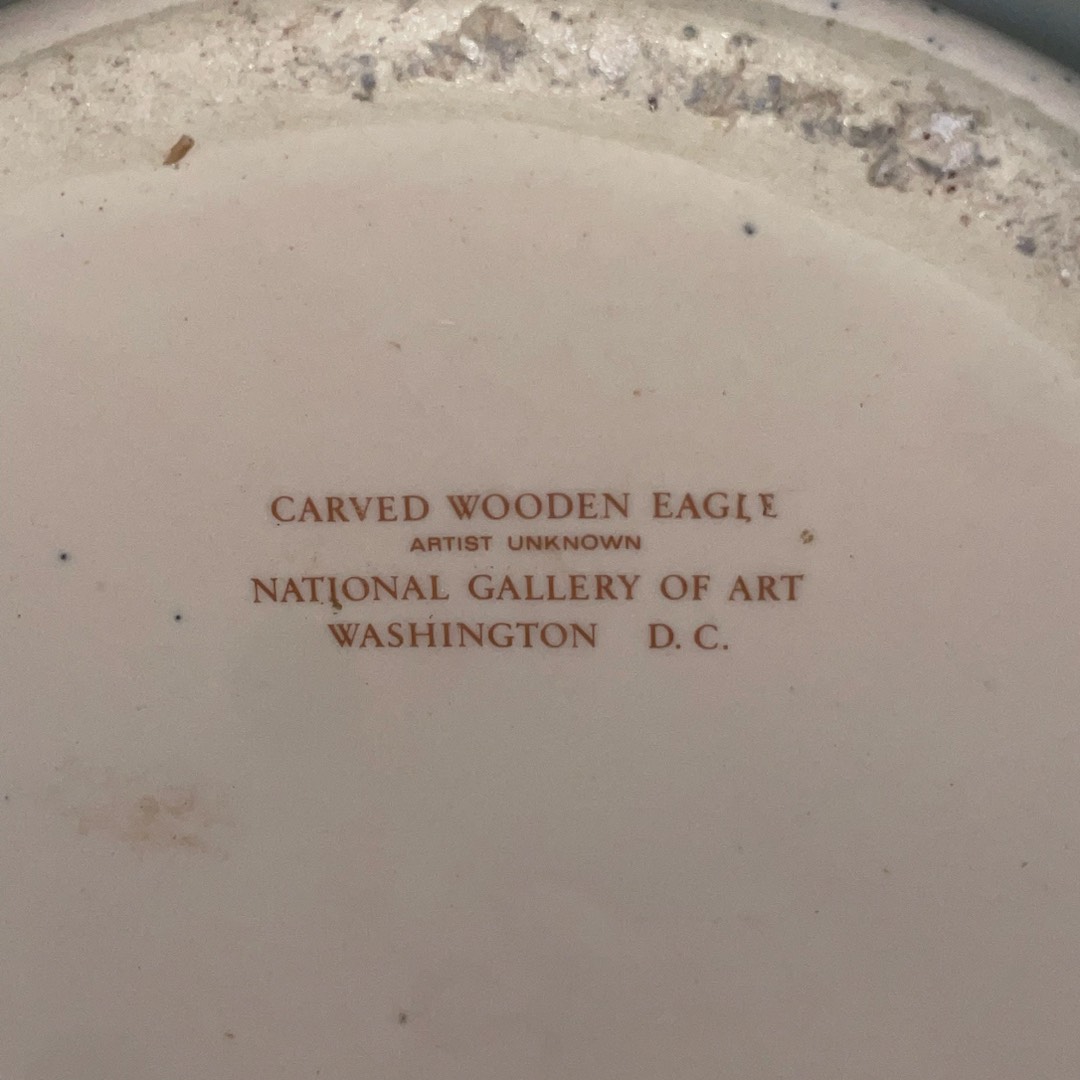 CARVED WOODEN EAGLE
ARTIST UNKNOWN
NATIONAL GALLERY OF ART
WASHINGTON D. C.